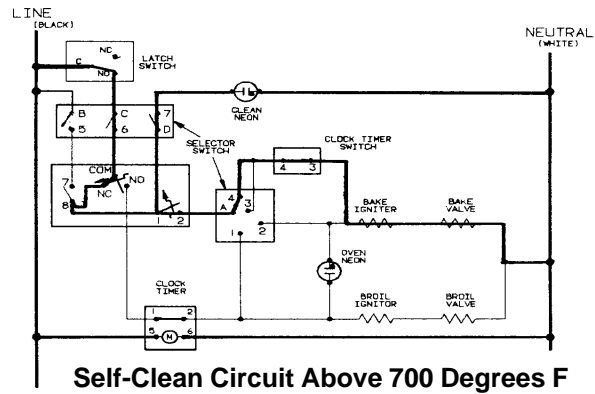 LINE
(BLACK)
NEUTRAL
(WHITE)
NC
C
NO
LATCH
SWITCH
CLEAN
NEON
B C 7
5 6 D
SELECTOR
SWITCH
CLOCK TIMER
SWITCH
4 3
COM
NO
7
NC
8
1 2
4
A 3
2
1
BAKE
IGNITER
BAKE
VALVE
OVEN
NEON
CLOCK
TIMER
1 2
5 M 6
BROIL
IGNITOR
BROIL
VALVE
Self-Clean Circuit Above 700 Degrees F